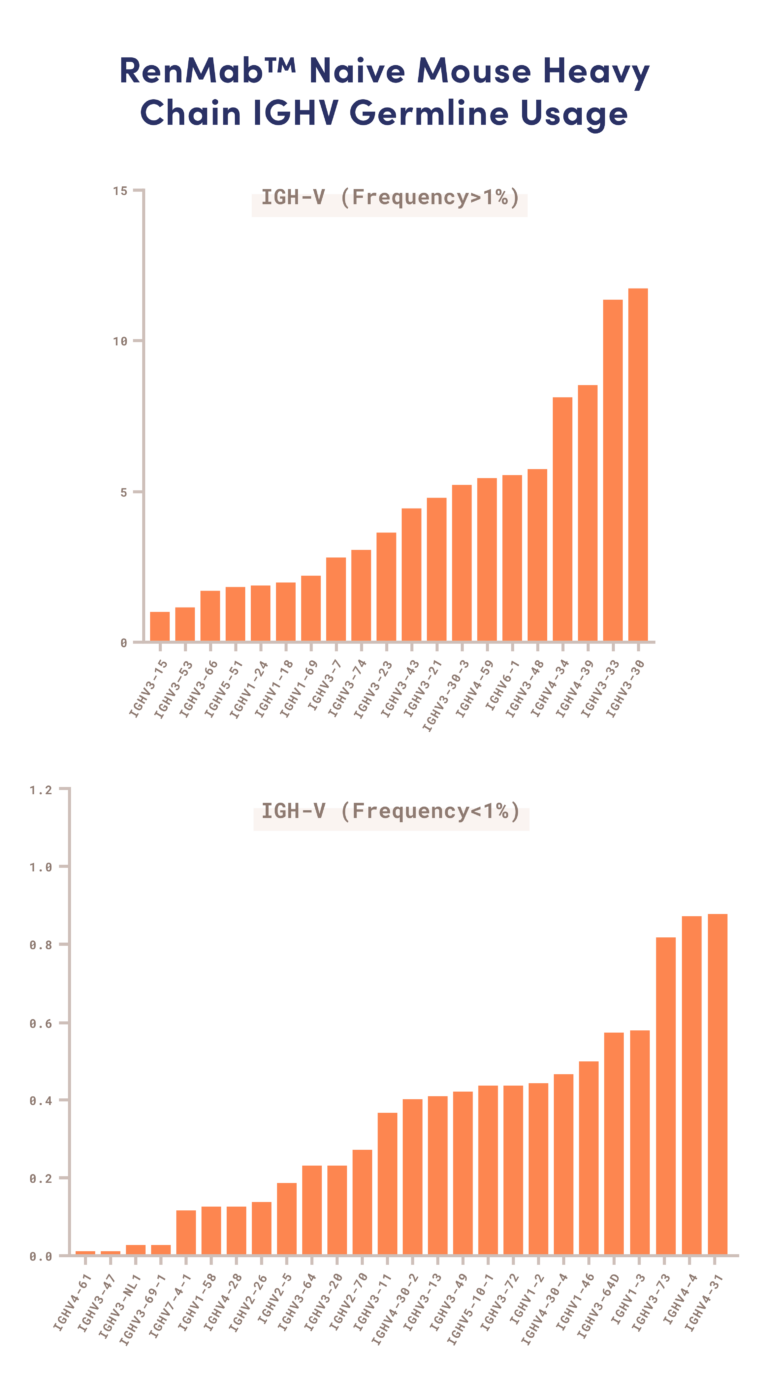 RenMab™ Naive Mouse Heavy
Chain IGHV Germline Usage
IGH-V (Frequency>1%)
15
10
5
0
IGHV3-15
IGHV3-53
IGHV3-66
IGHV5-51
IGHV1-24
IGHV1-18
IGHV1-69
IGHV3-7
IGHV3-74
IGHV3-23
IGHV3-43
IGHV3-21
IGHV3-30-3
IGHV4-59
IGHV6-1
IGHV3-48
IGHV4-34
IGHV4-39
IGHV3-33
IGHV3-30
IGH-V (Frequency<1%)
1.2
1.0
0.8
0.6
0.4
0.2
0.0
IGHV4-61
IGHV3-47
IGHV3-NL1
IGHV3-69-1
IGHV7-4-1
IGHV1-58
IGHV4-28
IGHV2-26
IGHV2-5
IGHV3-64
IGHV3-20
IGHV2-70
IGHV3-11
IGHV4-30-2
IGHV3-13
IGHV3-49
IGHV5-10-1
IGHV3-72
IGHV1-2
IGHV4-30-4
IGHV1-46
IGHV3-64D
IGHV1-3
IGHV3-73
IGHV4-4
IGHV4-31